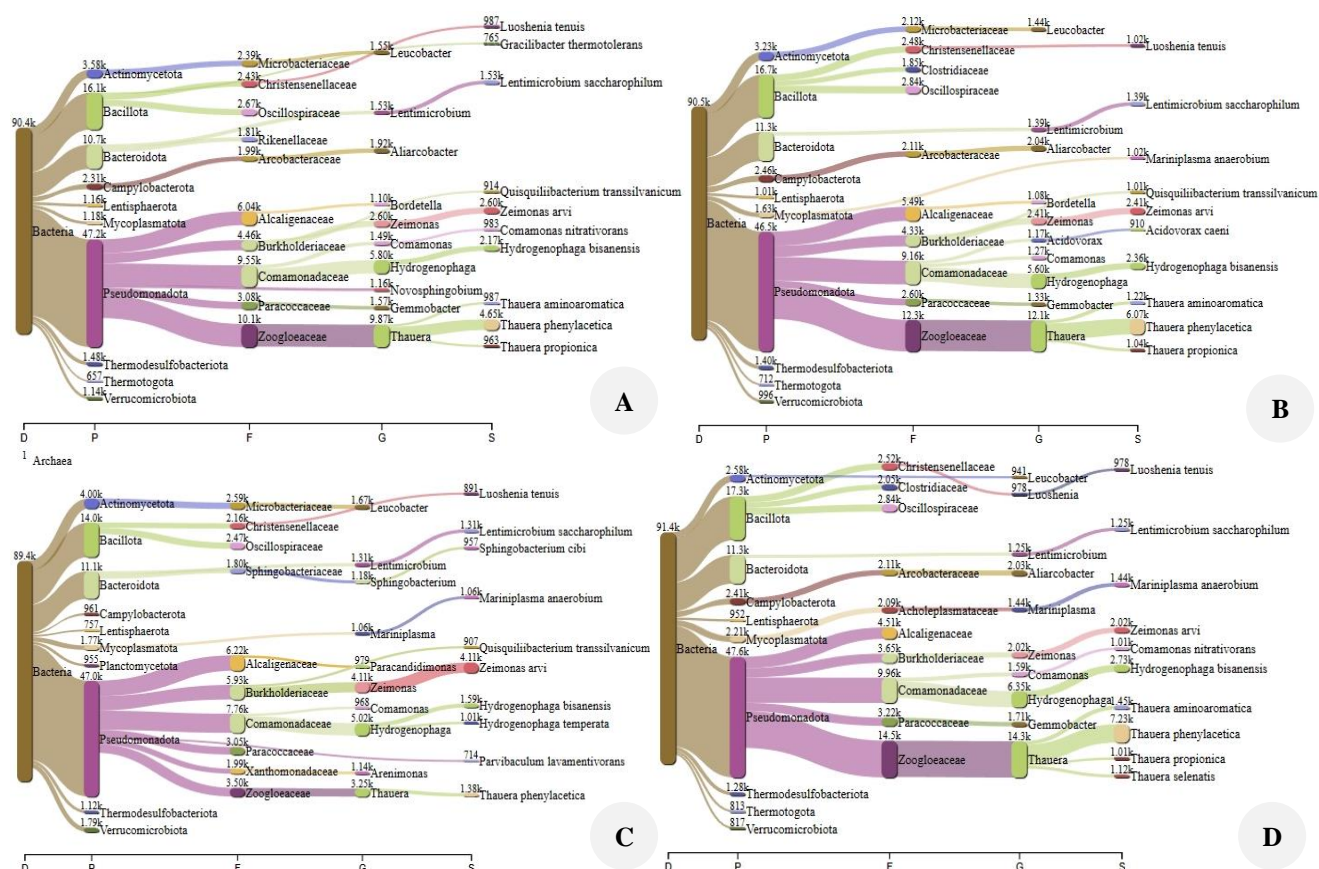 987
Luoshenia tenuis
765
Gracilibacter thermotolerans
2.39k
Microbacteriaceae
1.55k
Leucobacter
3.58k
Actinomycetota
2.43k
Christensenellaceae
1.53k
Lentimicrobium saccharophilum
16.1k
Bacillota
2.67k
Oscillospiraceae
1.53k
Lentimicrobium
90.4k
Bacteria
10.7k
Bacteroidota
1.81k
Rikenellaceae
1.99k
Arcobacteraceae
1.92k
Aliarcobacter
2.31k
Campylobacterota
1.16k
Lentisphaerota
1.18k
Mycoplasmatota
47.2k
Pseudomonadota
6.04k
Alcaligenaceae
1.10k
Bordetella
914
Quisquiliibacterium transsilvanicum
4.46k
Burkholderiaceae
2.60k
Zeimonas
2.60k
Zeimonas arvi
1.49k
Comamonas
983
Comamonas nitrativorans
9.55k
Comamonadaceae
5.80k
Hydrogenophaga
2.17k
Hydrogenophaga bisanensis
1.16k
Novosphingobium
3.08k
Paracoccaceae
1.57k
Gemmobacter
987
Thauera aminoaromatica
10.1k
Zoogloeaceae
9.87k
Thauera
4.65k
Thauera phenylacetica
963
Thauera propionica
1.48k
Thermodesulfobacteriota
657
Thermotogota
1.14k
Verrucomicrobiota
A
D P F G S
2.12k
Microbacteriaceae
1.44k
Leucobacter
3.23k
Actinomycetota
2.48k
Christensenellaceae
1.02k
Luoshenia tenuis
16.7k
Bacillota
1.85k
Clostridiaceae
2.84k
Oscillospiraceae
90.5k
Bacteria
11.3k
Bacteroidota
1.39k
Lentimicrobium
1.39k
Lentimicrobium saccharophilum
2.46k
Campylobacterota
2.11k
Arcobacteraceae
2.04k
Aliarcobacter
1.02k
Mariniplasma anaerobium
1.01k
Lentisphaerota
1.63k
Mycoplasmatota
46.5k
Pseudomonadota
5.49k
Alcaligenaceae
1.08k
Bordetella
1.01k
Quisquiliibacterium transsilvanicum
4.33k
Burkholderiaceae
2.41k
Zeimonas
2.41k
Zeimonas arvi
1.17k
Acidovorax
910
Acidovorax caeni
9.16k
Comamonadaceae
1.27k
Comamonas
5.60k
Hydrogenophaga
2.36k
Hydrogenophaga bisanensis
2.60k
Paracoccaceae
1.33k
Gemmobacter
1.22k
Thauera aminoaromatica
12.3k
Zoogloeaceae
12.1k
Thauera
6.07k
Thauera phenylacetica
1.04k
Thauera propionica
1.40k
Thermodesulfobacteriota
712
Thermotogota
996
Verrucomicrobiota
B
D P F G S
1
Archaea
4.00k
Actinomycetota
2.59k
Microbacteriaceae
1.67k
Leucobacter
891
Luoshenia tenuis
14.0k
Bacillota
2.16k
Christensenellaceae
2.47k
Oscillospiraceae
1.31k
Lentimicrobium saccharophilum
957
Sphingobacterium cibi
89.4k
Bacteria
11.1k
Bacteroidota
1.80k
Sphingobacteriaceae
1.31k
Lentimicrobium
1.18k
Sphingobacterium
961
Campylobacterota
1.06k
Mariniplasma anaerobium
757
Lentisphaerota
1.77k
Mycoplasmatota
1.06k
Mariniplasma
955
Planctomycetota
907
Quisquiliibacterium transsilvanicum
47.0k
Pseudomonadota
6.22k
Alcaligenaceae
979
Paracandidimonas
4.11k
Zeimonas arvi
5.93k
Burkholderiaceae
4.11k
Zeimonas
968
Comamonas
7.76k
Comamonadaceae
5.02k
Hydrogenophaga
1.59k
Hydrogenophaga bisanensis
1.01k
Hydrogenophaga temperata
3.05k
Paracoccaceae
714
Parvibaculum lavamentivorans
1.99k
Xanthomonadaceae
1.14k
Arenimonas
3.50k
Zoogloeaceae
3.25k
Thauera
1.38k
Thauera phenylacetica
1.12k
Thermodesulfobacteriota
1.79k
Verrucomicrobiota
C
D P F G S
2.58k
Actinomycetota
2.52k
Christensenellaceae
941
Leucobacter
978
Luoshenia tenuis
17.3k
Bacillota
2.05k
Clostridiaceae
978
Luoshenia
2.84k
Oscillospiraceae
91.4k
Bacteria
11.3k
Bacteroidota
1.25k
Lentimicrobium
1.25k
Lentimicrobium saccharophilum
2.41k
Campylobacterota
2.11k
Arcobacteraceae
2.03k
Aliarcobacter
952
Lentisphaerota
2.09k
Acholeplasmataceae
1.44k
Mariniplasma
1.44k
Mariniplasma anaerobium
2.21k
Mycoplasmatota
47.6k
Pseudomonadota
4.51k
Alcaligenaceae
2.02k
Zeimonas arvi
3.65k
Burkholderiaceae
2.02k
Zeimonas
1.01k
Comamonas nitrativorans
1.59k
Comamonas
2.73k
Hydrogenophaga bisanensis
9.96k
Comamonadaceae
6.35k
Hydrogenophaga
1.45k
Thauera aminoaromatica
3.22k
Paracoccaceae
1.71k
Gemmobacter
14.5k
Zoogloeaceae
14.3k
Thauera
7.23k
Thauera phenylacetica
1.01k
Thauera propionica
1.12k
Thauera selenatis
1.28k
Thermodesulfobacteriota
813
Thermotogota
817
Verrucomicrobiota
D
D P F G S